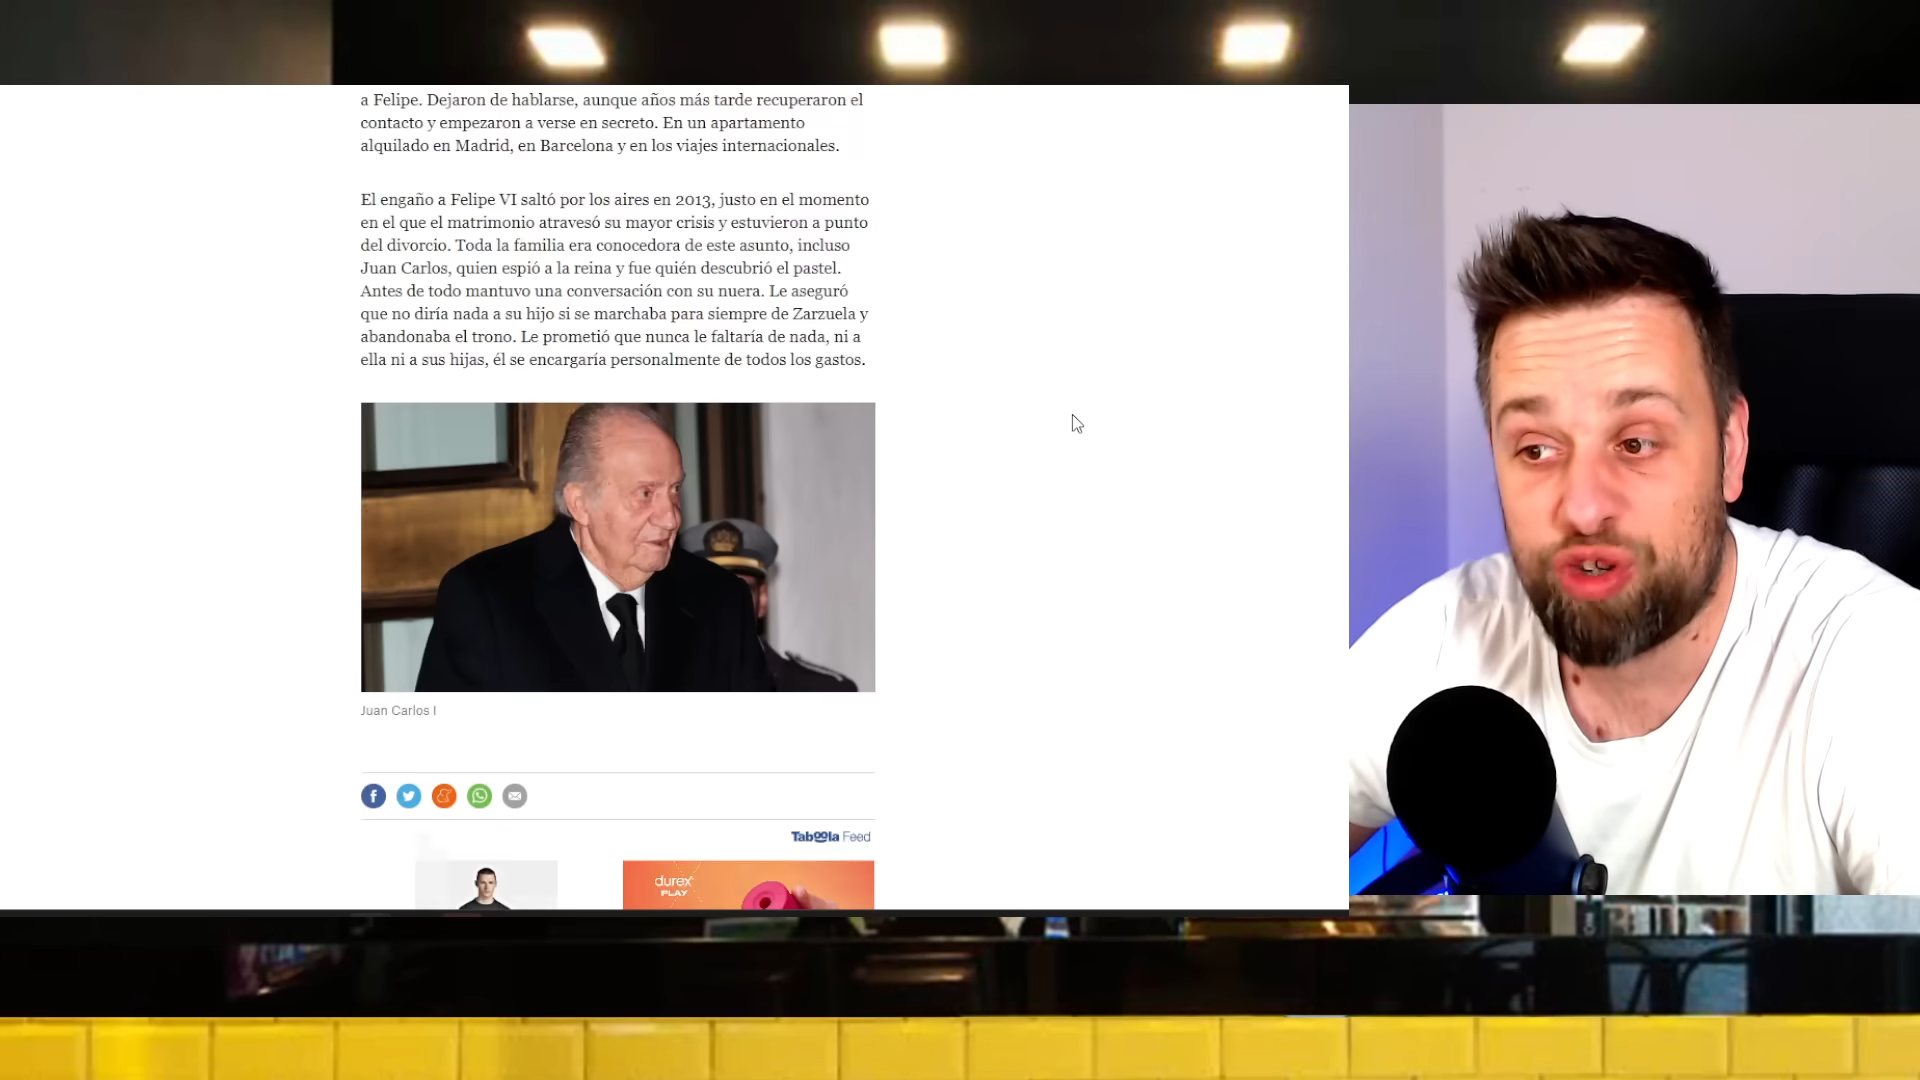 a Felipe. Dejaron de hablarse, aunque años más tarde recuperaron el
contacto y empezaron a verse en secreto. En un apartamento
alquilado en Madrid, en Barcelona y en los viajes internacionales.
El engaño a Felipe VI saltó por los aires en 2013, justo en el momento
en el que el matrimonio atravesó su mayor crisis y estuvieron a punto
del divorcio. Toda la familia era conocedora de este asunto, incluso
Juan Carlos, quien espió a la reina y fue quién descubrió el pastel.
Antes de todo mantuvo una conversación con su nuera. Le aseguró
que no diría nada a su hijo si se marchaba para siempre de Zarzuela y
abandonaba el trono. Le prometió que nunca le faltaría de nada, ni a
ella ni a sus hijas, él se encargaría personalmente de todos los gastos.
Juan Carlos I
Taboola Feed
durex
PLAY